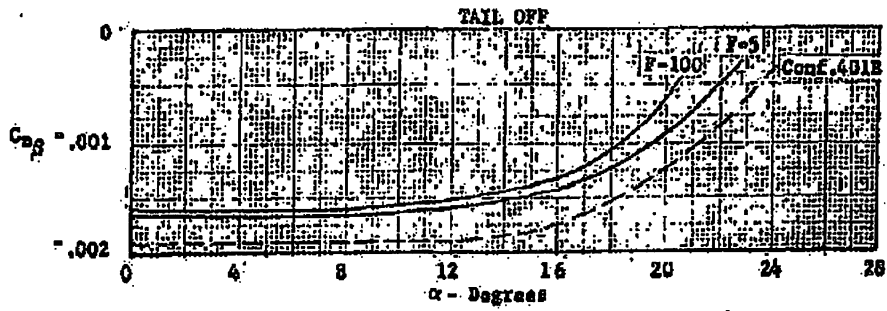 TAIL OFF
0
F=5
F=100
Conf.401B
Cnβ -.001
-.002
0 4 8 12 16 20 24 28
α - Degrees